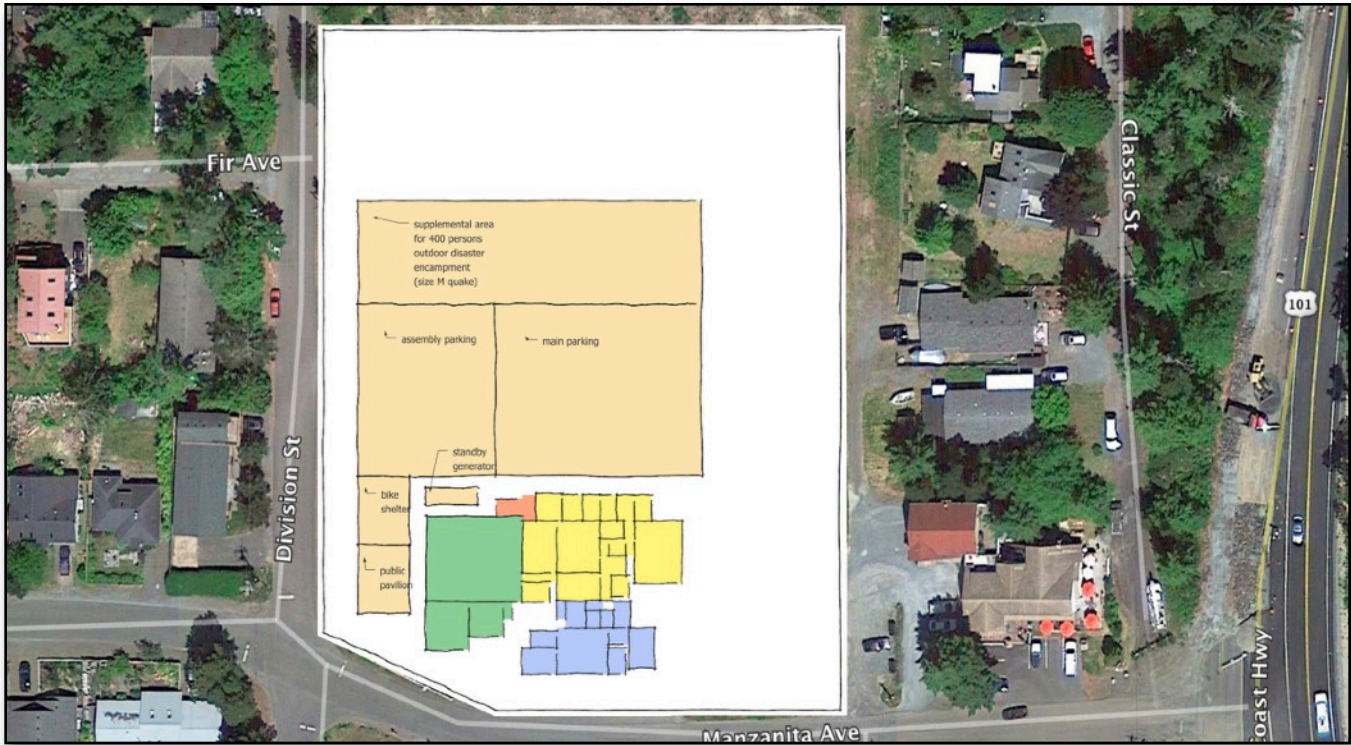 Fir Ave
Classic St
supplemental area
for 400 persons
outdoor disaster
encampment
(size M quake)
101
assembly parking
main parking
standby
generator
bike
shelter
Division St
public
pavilion
Coast Hwy
Manzanita Ave